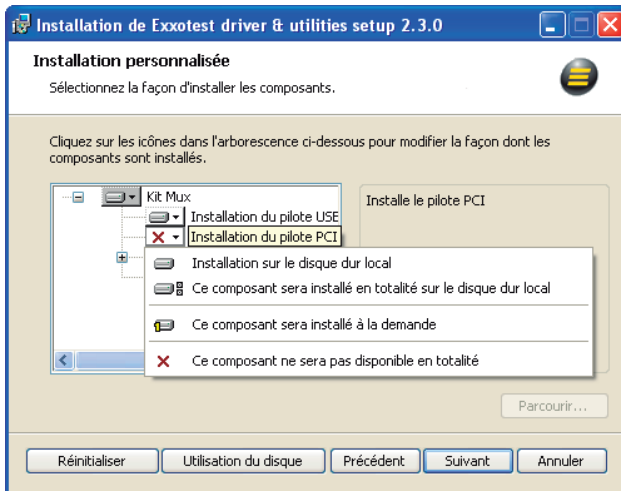 Installation de Exxotest driver & utilities setup 2.3.0
Installation personnalisée
Sélectionnez la façon d'installer les composants.
Cliquez sur les icônes dans l'arborescence ci-dessous pour modifier la façon dont les
composants sont installés.
Kit Mux
Installation du pilote USE
Installation du pilote PCI
Installe le pilote PCI
Installation sur le disque dur local
Ce composant sera installé en totalité sur le disque dur local
Ce composant sera installé à la demande
Ce composant ne sera pas disponible en totalité
Parcourir...
Réinitialiser
Utilisation du disque
Précédent
Suivant
Annuler